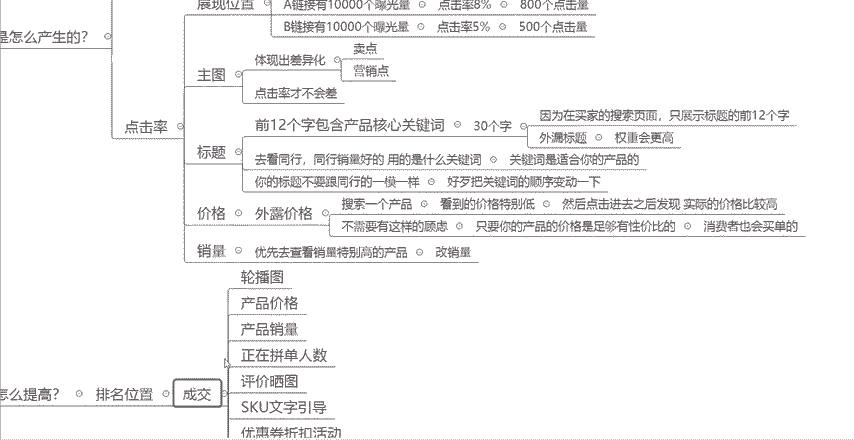 展现位置
A链接有10000个曝光量 点击率8% 800个点击量
B链接有10000个曝光量 点击率5% 500个点击量
是怎么产生的?
点击率
主图
体现出差异化
卖点
营销点
点击率才不会差
标题
前12个字包含产品核心关键词 30个字
因为在买家的搜索页面,只展示标题的前12个字
外漏标题 权重会更高
去看同行,同行销量好的 用的是什么关键词 关键词是适合你的产品的
你的标题不要跟同行的一模一样 好歹把关键词的顺序变动一下
价格 外露价格
搜索一个产品 看到的价格特别低 然后点击进去之后发现 实际的价格比较高
不需要有这样的顾虑 只要你的产品的价格是足够有性价比的 消费者也会买单的
销量 优先去查看销量特别高的产品 改销量
怎么提高? 排名位置 成交
轮播图
产品价格
产品销量
正在拼单人数
评价晒图
SKU文字引导
优惠券折扣活动